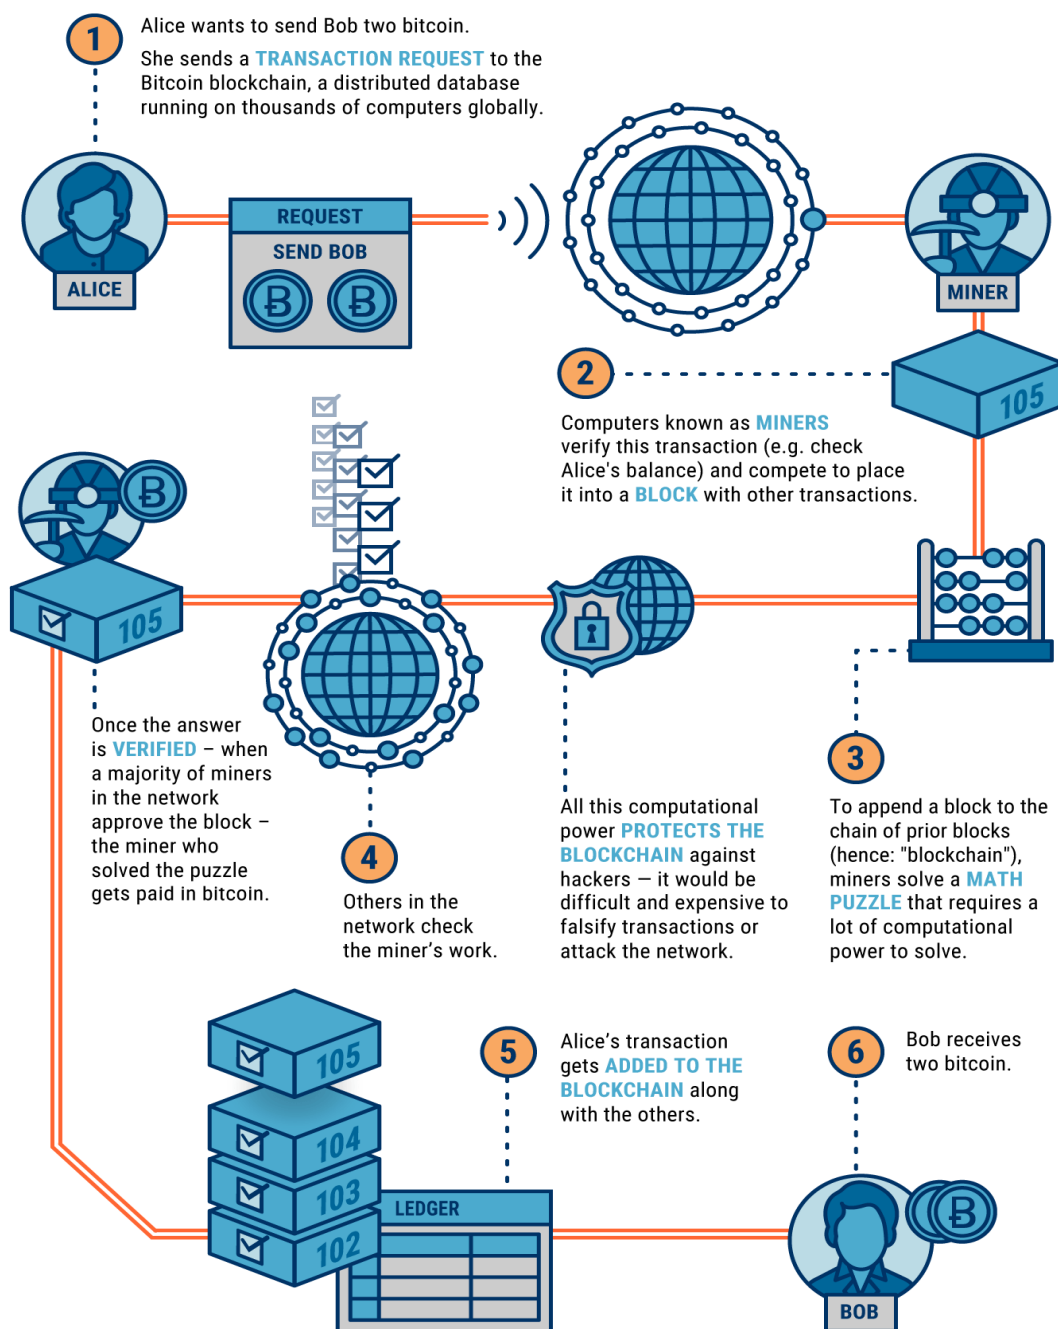 1
Alice wants to send Bob two bitcoin.
She sends a TRANSACTION REQUEST to the
Bitcoin blockchain, a distributed database
running on thousands of computers globally.
ALICE
REQUEST
SEND BOB
B
B
MINER
105
2
Computers known as MINERS
verify this transaction (e.g. check
Alice's balance) and compete to place
it into a BLOCK with other transactions.
3
To append a block to the
chain of prior blocks
(hence: "blockchain"),
miners solve a MATH
PUZZLE that requires a
lot of computational
power to solve.
All this computational
power PROTECTS THE
BLOCKCHAIN against
hackers — it would be
difficult and expensive to
falsify transactions or
attack the network.
4
Others in the
network check
the miner's work.
B
105
Once the answer
is VERIFIED – when
a majority of miners
in the network
approve the block –
the miner who
solved the puzzle
gets paid in bitcoin.
105
104
103
102
LEDGER
5
Alice's transaction
gets ADDED TO THE
BLOCKCHAIN along
with the others.
6
Bob receives
two bitcoin.
B
BOB